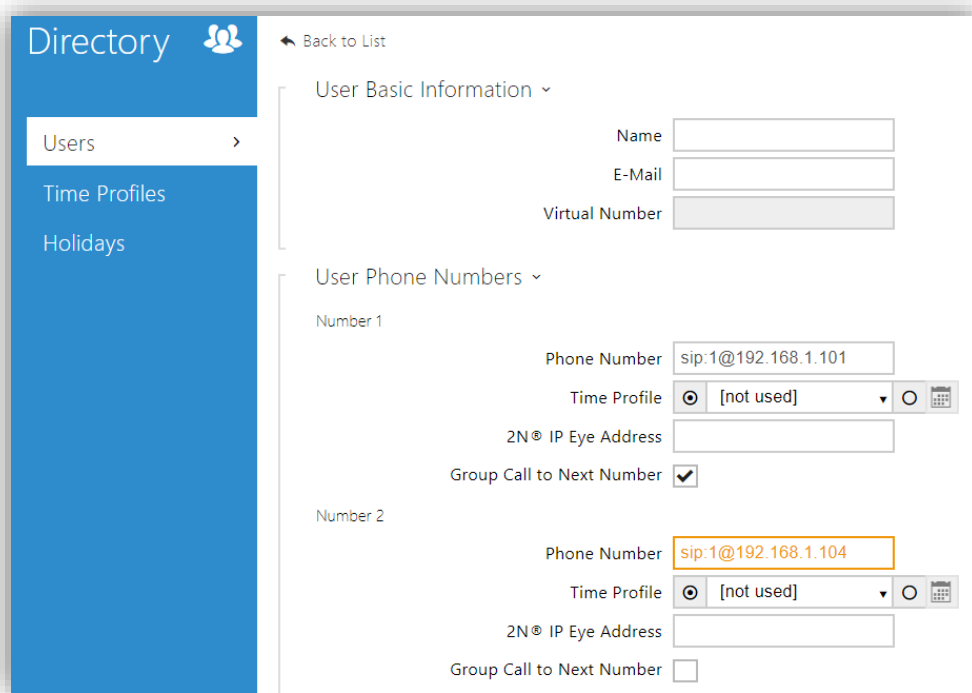 Directory
Back to List
User Basic Information
Users
Time Profiles
Holidays
Name
E-Mail
Virtual Number
User Phone Numbers
Number 1
Phone Number sip:1@192.168.1.101
Time Profile [not used]
2N® IP Eye Address
Group Call to Next Number
Number 2
Phone Number sip:1@192.168.1.104
Time Profile [not used]
2N® IP Eye Address
Group Call to Next Number